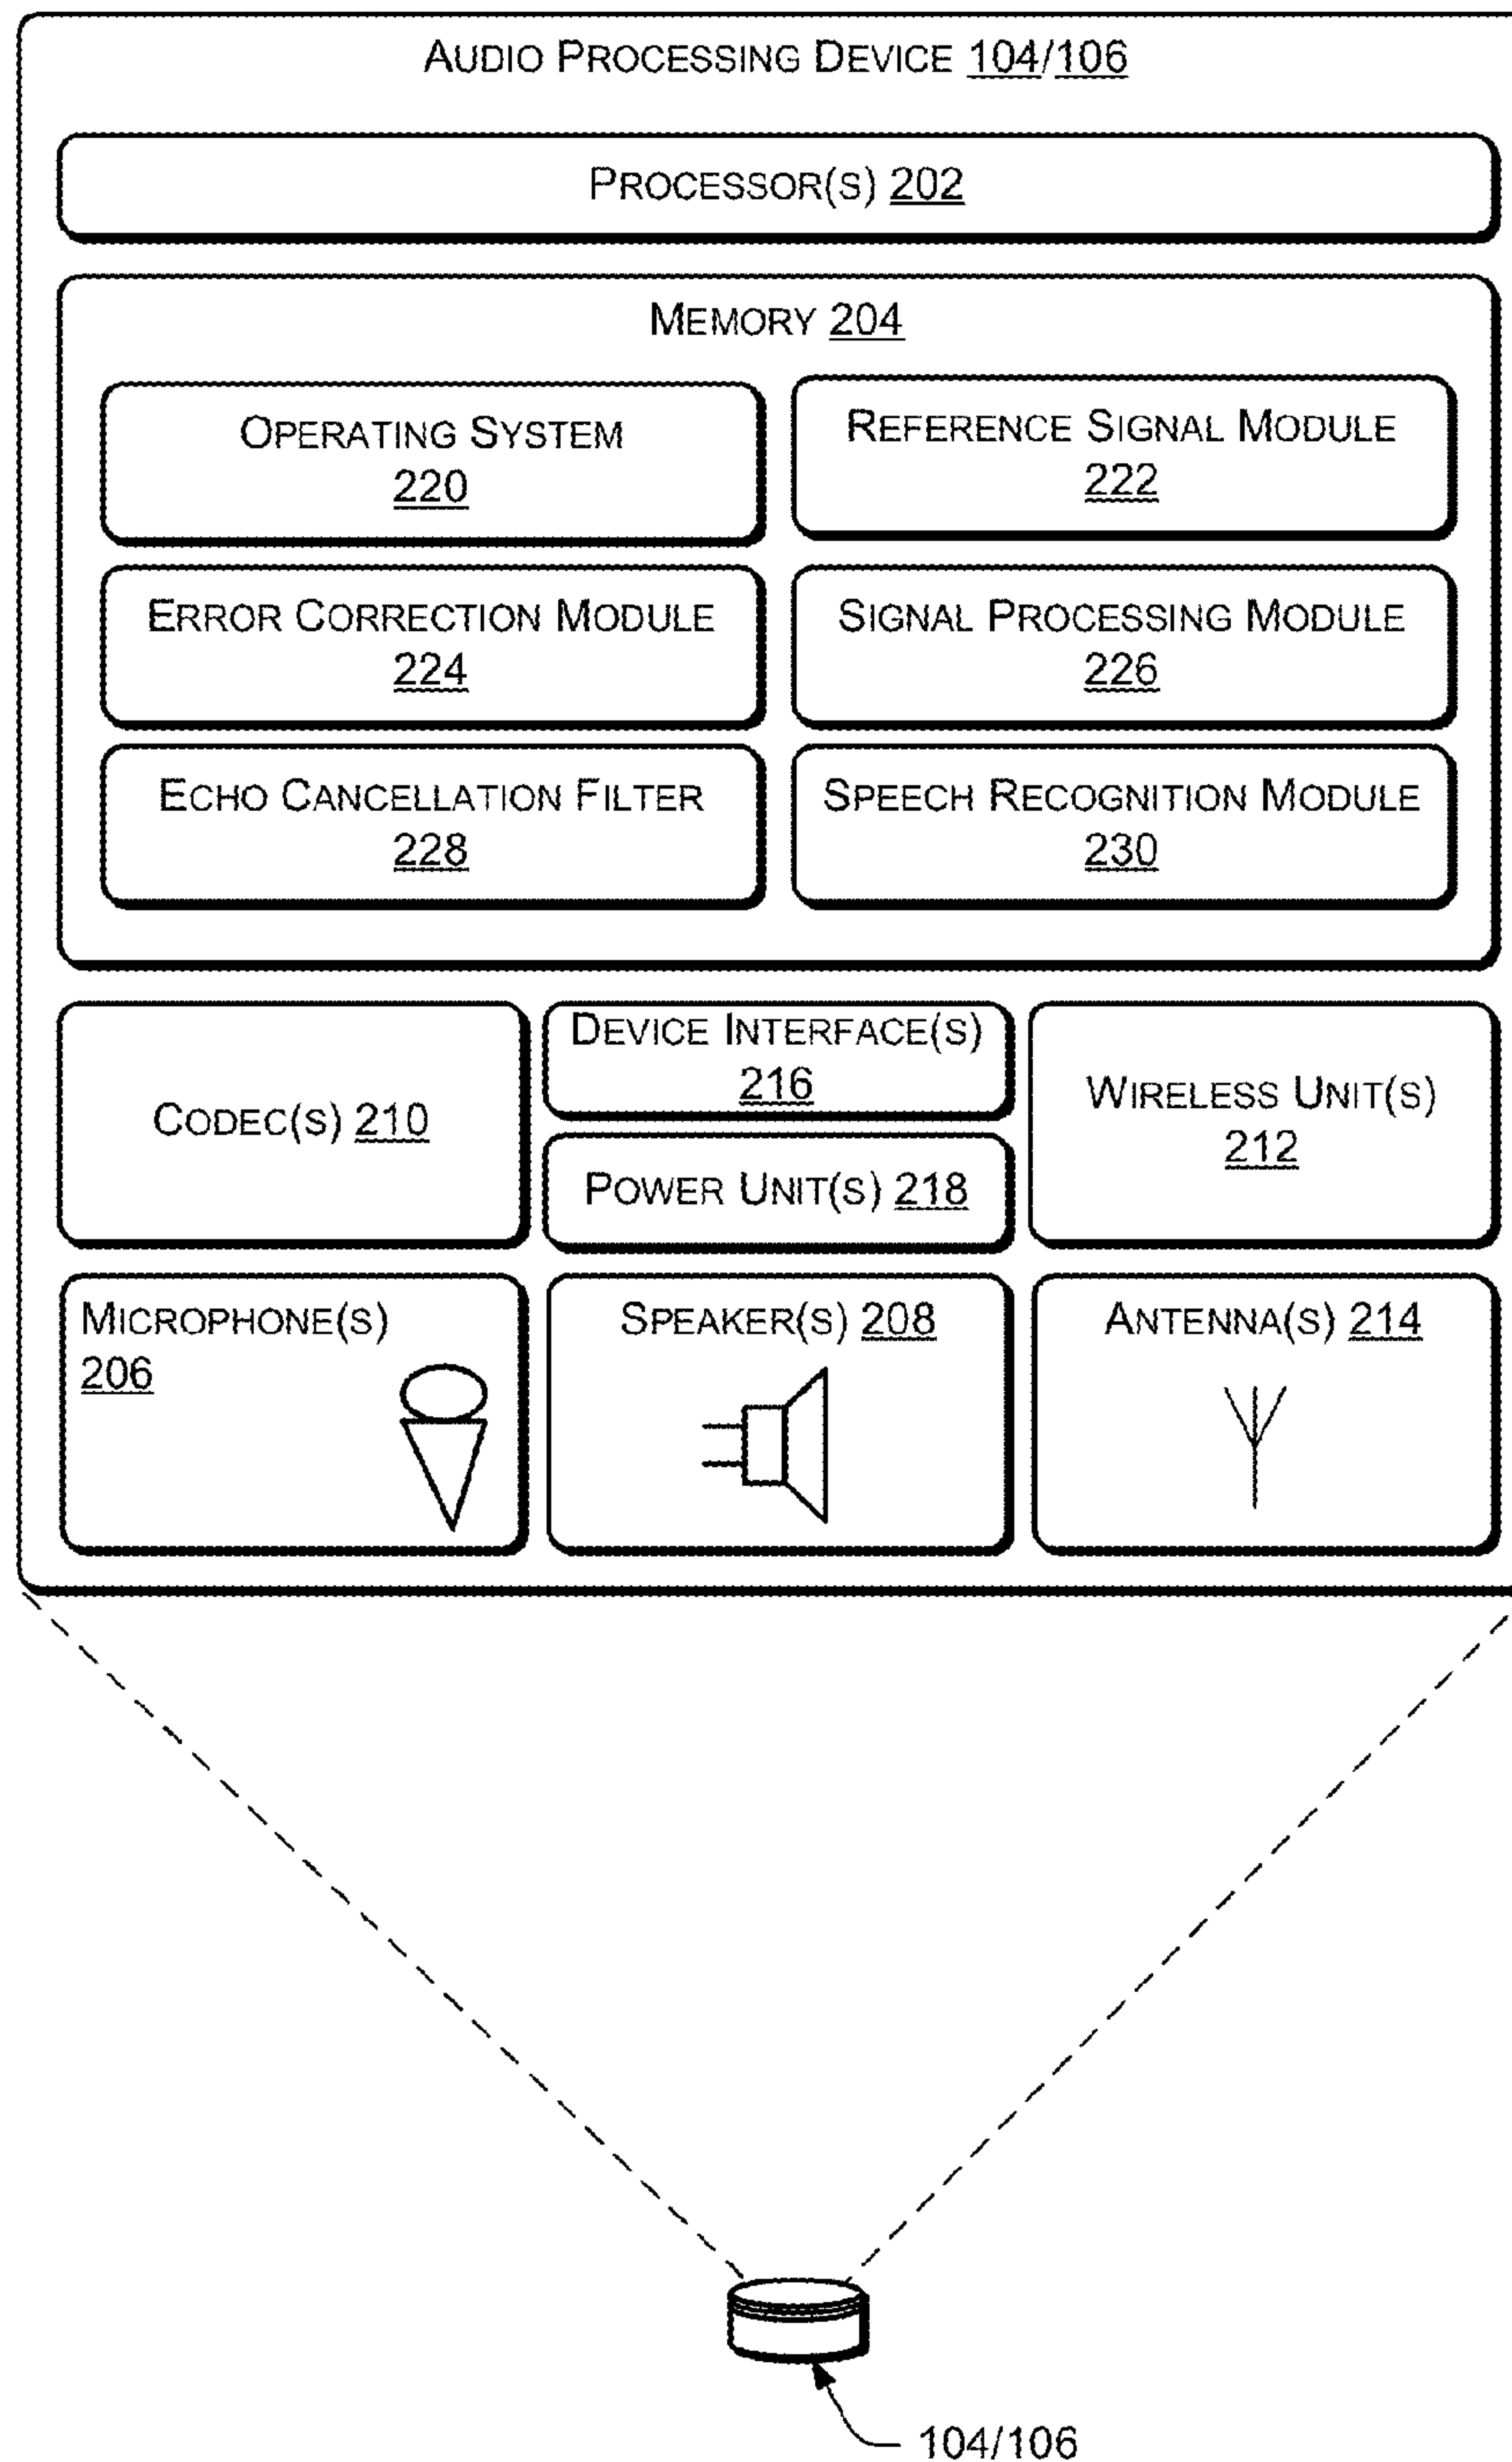 AUDIO PROCESSING DEVICE 104/106
PROCESSOR(S) 202
MEMORY 204
OPERATING SYSTEM
220
REFERENCE SIGNAL MODULE
222
ERROR CORRECTION MODULE
224
SIGNAL PROCESSING MODULE
226
ECHO CANCELLATION FILTER
228
SPEECH RECOGNITION MODULE
230
CODEC(S) 210
DEVICE INTERFACE(S)
216
POWER UNIT(S) 218
WIRELESS UNIT(S)
212
MICROPHONE(S)
206
SPEAKER(S) 208
ANTENNA(S) 214
104/106